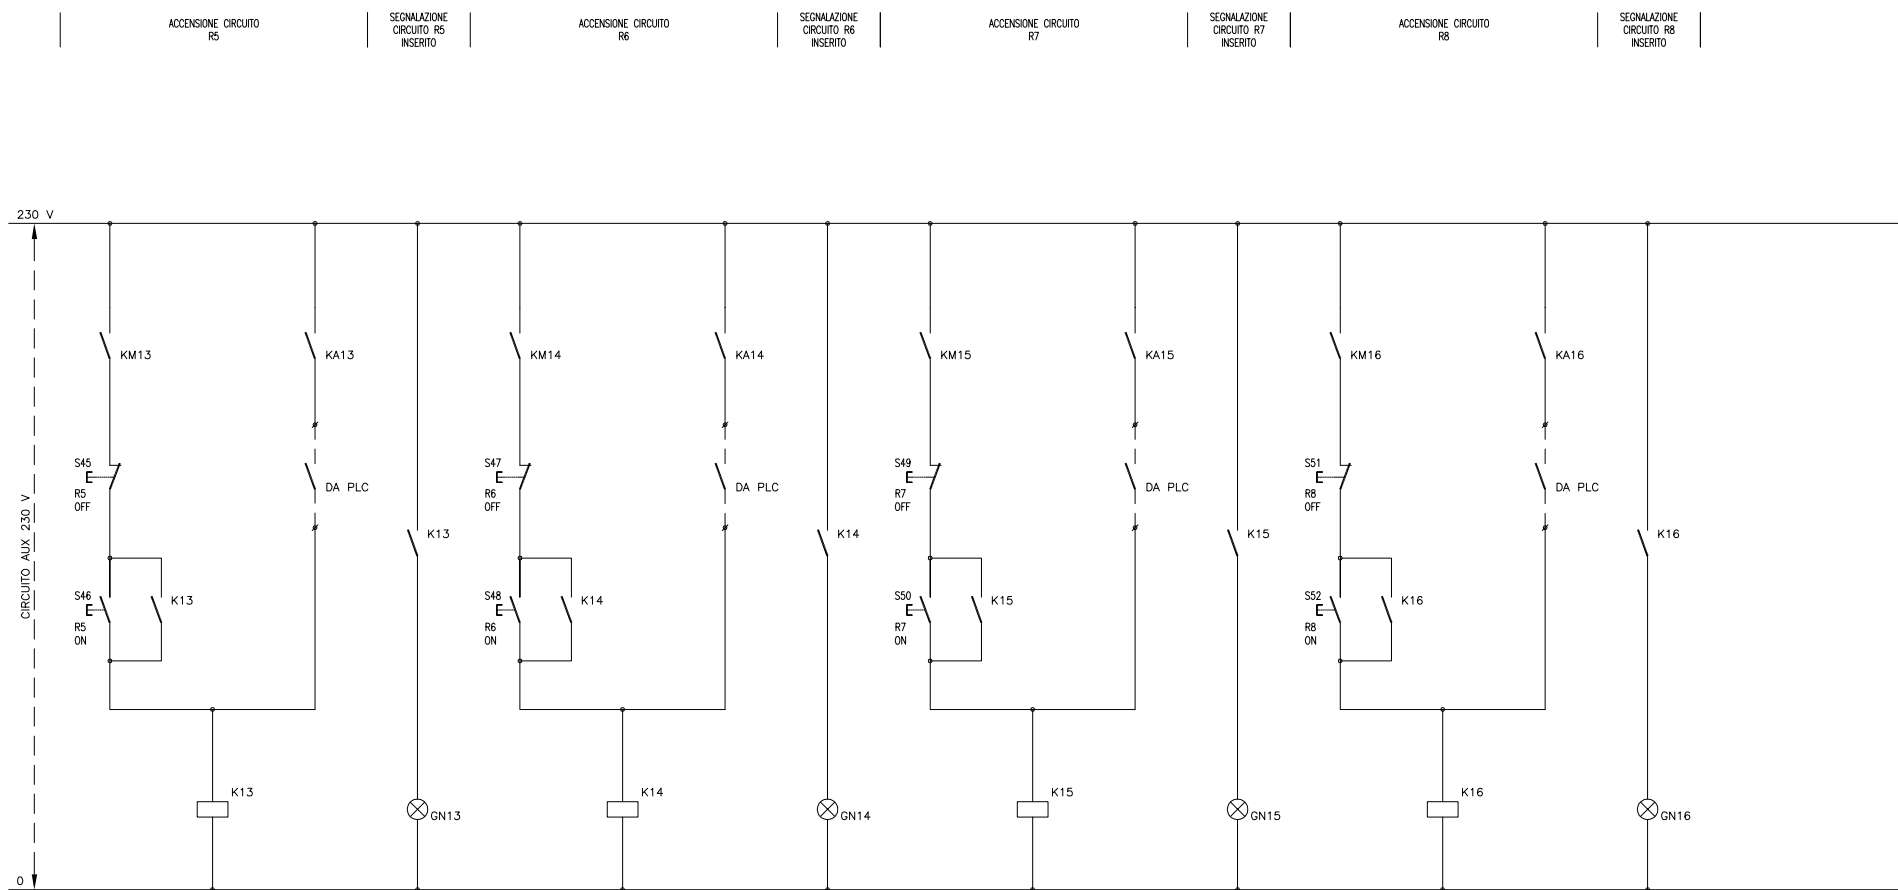 ACCENSIONE CIRCUITO
R5
SEGNALAZIONE
CIRCUITO R5
INSERITO
ACCENSIONE CIRCUITO
R6
SEGNALAZIONE
CIRCUITO R6
INSERITO
ACCENSIONE CIRCUITO
R7
SEGNALAZIONE
CIRCUITO R7
INSERITO
ACCENSIONE CIRCUITO
R8
SEGNALAZIONE
CIRCUITO R8
INSERITO
230 V
CIRCUITO AUX 230 V
0
KM13
KA13
S45
R5
OFF
DA PLC
K13
S46
R5
ON
K13
K13
GN13
KM14
KA14
S47
R6
OFF
DA PLC
K14
S48
R6
ON
K14
K14
GN14
KM15
KA15
S49
R7
OFF
DA PLC
K15
S50
R7
ON
K15
K15
GN15
KM16
KA16
S51
R8
OFF
DA PLC
K16
S52
R8
ON
K16
K16
GN16